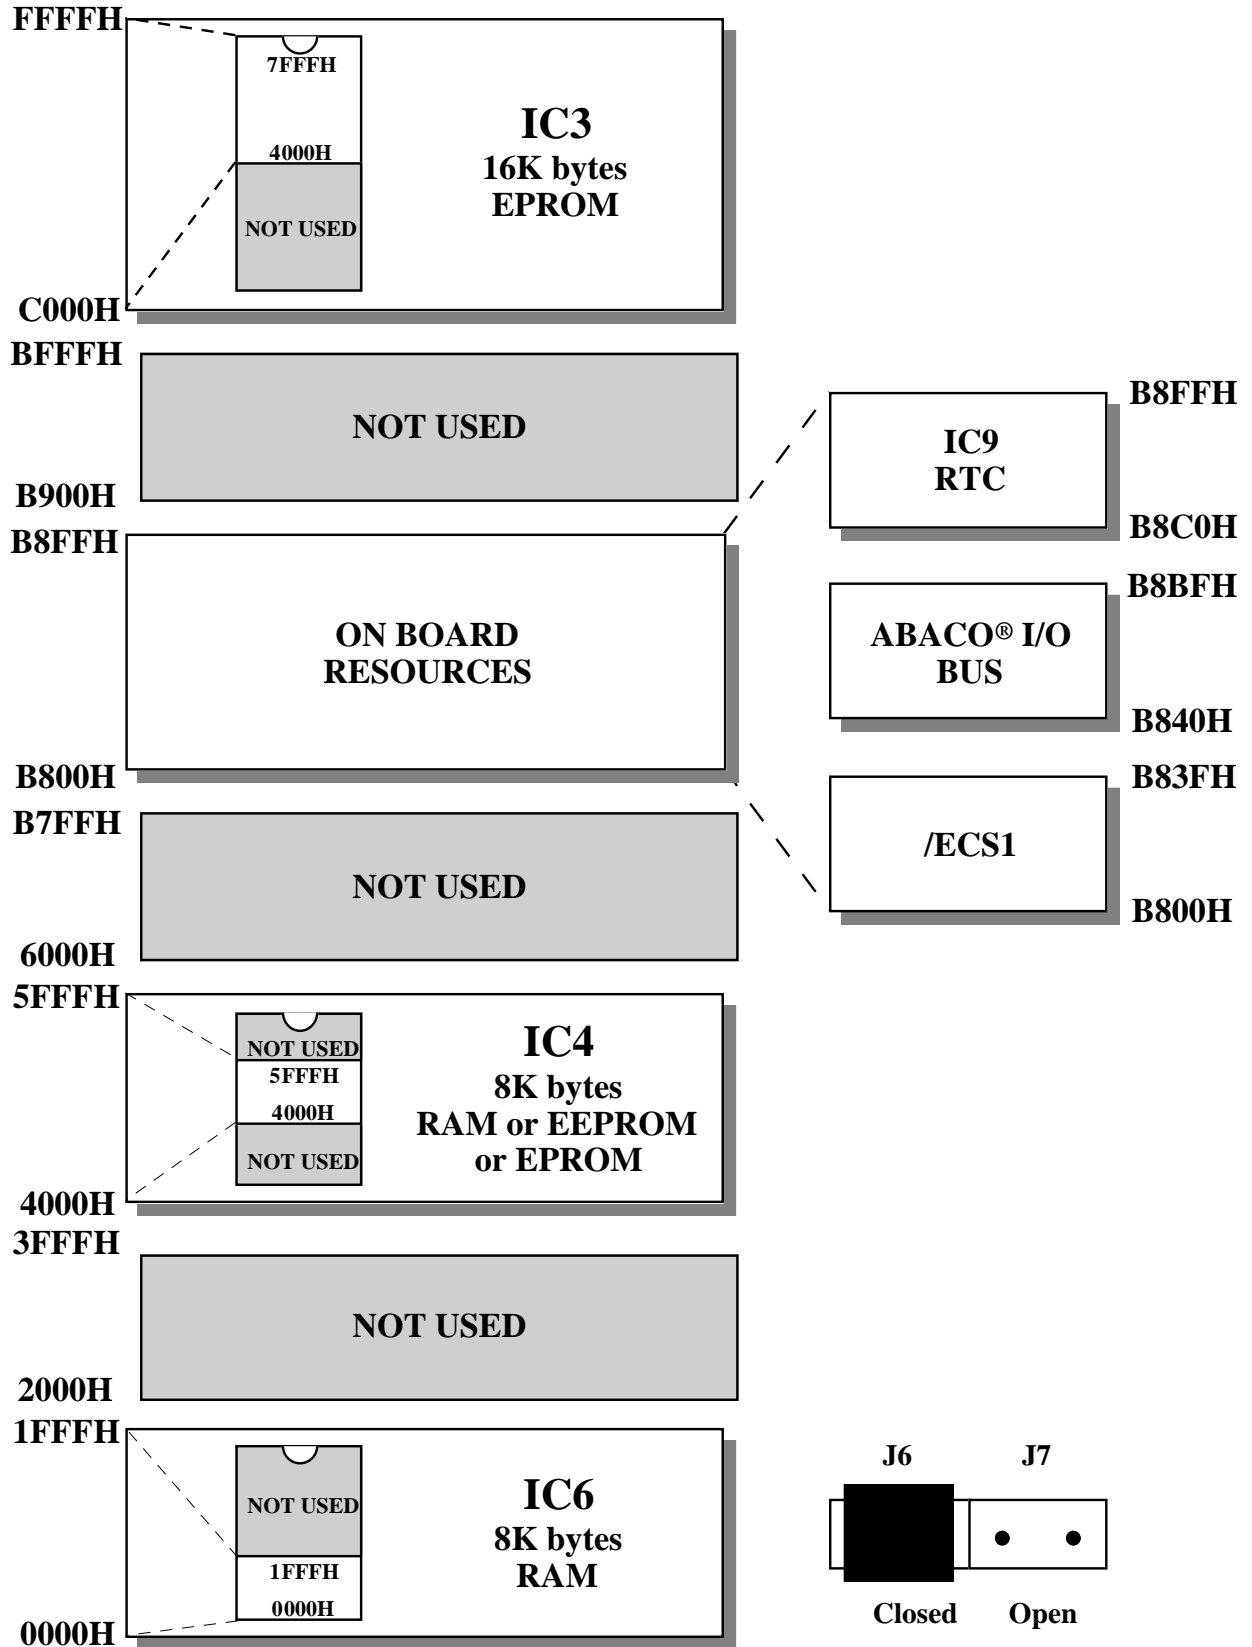 FFFFH
7FFFH
4000H
NOT USED
IC3
16K bytes
EPROM
C000H
BFFFH
NOT USED
B900H
B8FFH
ON BOARD
RESOURCES
B800H
B8FFH
IC9
RTC
B8C0H
B8BFH
ABACO® I/O
BUS
B840H
B83FH
/ECS1
B800H
B7FFH
NOT USED
6000H
5FFFH
NOT USED
5FFFH
4000H
NOT USED
IC4
8K bytes
RAM or EEPROM
or EPROM
4000H
3FFFH
NOT USED
2000H
1FFFH
NOT USED
1FFFH
0000H
IC6
8K bytes
RAM
0000H
J6 J7
Closed Open